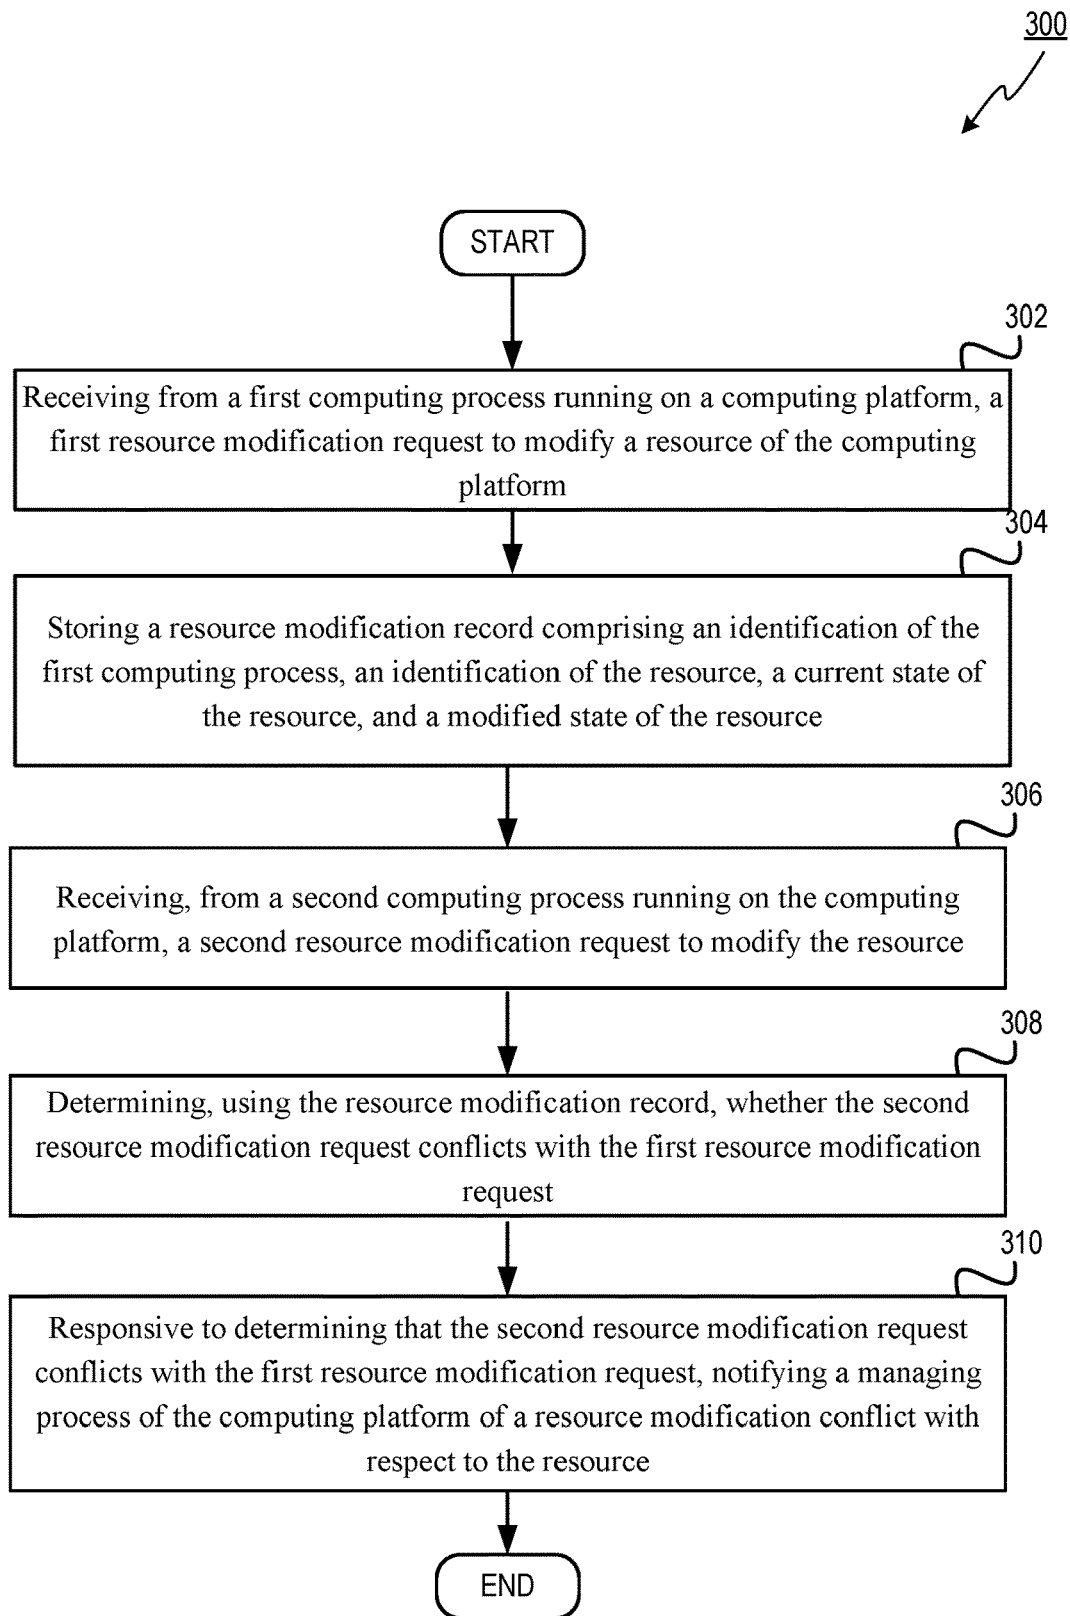 300
START
302
Receiving from a first computing process running on a computing platform, a
first resource modification request to modify a resource of the computing
platform
304
Storing a resource modification record comprising an identification of the
first computing process, an identification of the resource, a current state of
the resource, and a modified state of the resource
306
Receiving, from a second computing process running on the computing
platform, a second resource modification request to modify the resource
308
Determining, using the resource modification record, whether the second
resource modification request conflicts with the first resource modification
request
310
Responsive to determining that the second resource modification request
conflicts with the first resource modification request, notifying a managing
process of the computing platform of a resource modification conflict with
respect to the resource
END